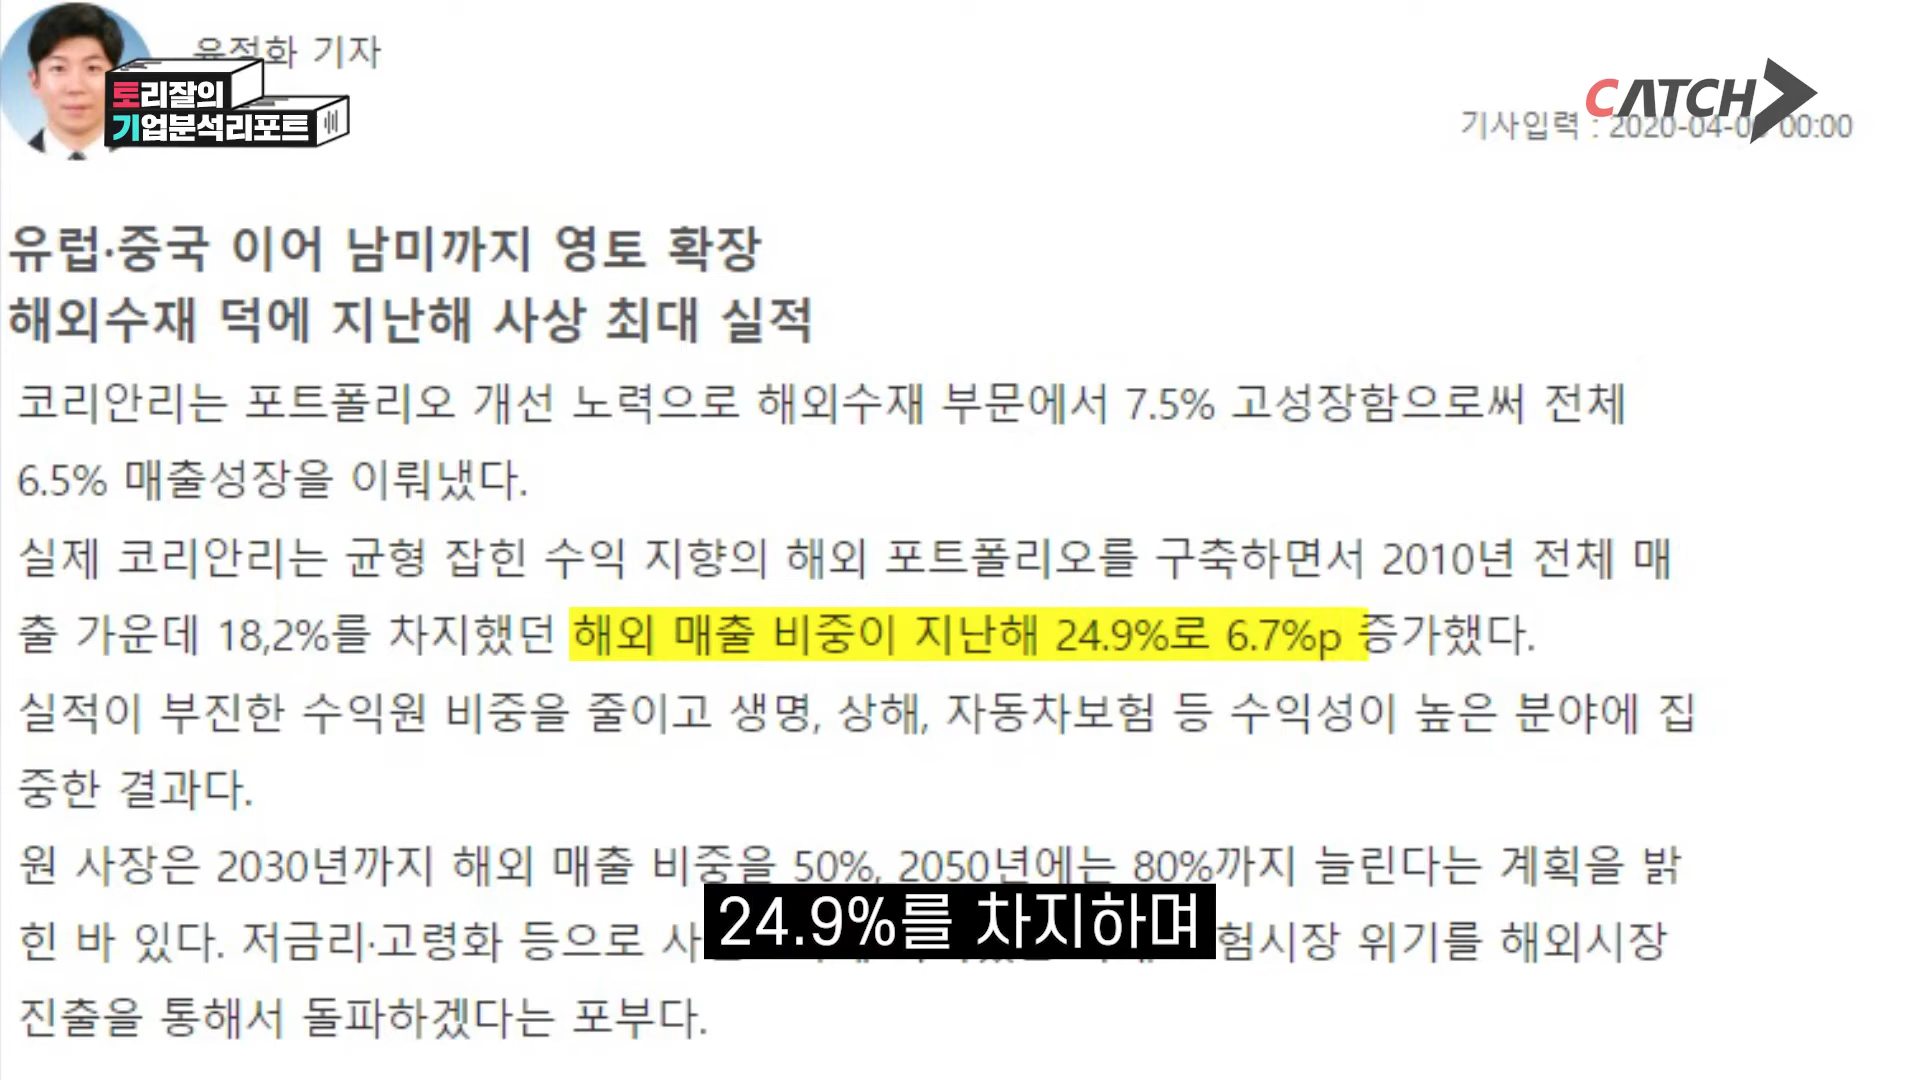 유정화 기자
토리잘의
기업분석리포트
CATCH
기사입력 : 2020-04-0 00:00
유럽·중국 이어 남미까지 영토 확장
해외수재 덕에 지난해 사상 최대 실적
코리안리는 포트폴리오 개선 노력으로 해외수재 부문에서 7.5% 고성장함으로써 전체
6.5% 매출성장을 이뤄냈다.
실제 코리안리는 균형 잡힌 수익 지향의 해외 포트폴리오를 구축하면서 2010년 전체 매
출 가운데 18,2%를 차지했던 해외 매출 비중이 지난해 24.9%로 6.7%p 증가했다.
실적이 부진한 수익원 비중을 줄이고 생명, 상해, 자동차보험 등 수익성이 높은 분야에 집
중한 결과다.
원 사장은 2030년까지 해외 매출 비중을 50%, 2050년에는 80%까지 늘린다는 계획을 밝
힌 바 있다. 저금리·고령화 등으로 사 험시장 위기를 해외시장
24.9%를 차지하며
진출을 통해서 돌파하겠다는 포부다.